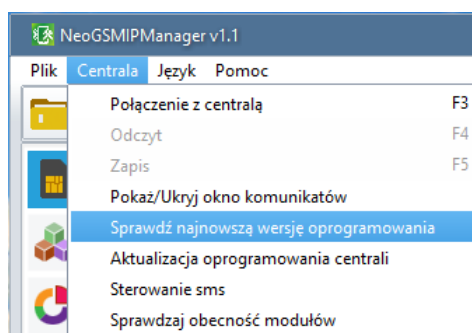 NeoGSMIPManager v1.1
Plik Centrala Język Pomoc
Połączenie z centralą F3
Odczyt F4
Zapis F5
Pokaż/Ukryj okno komunikatów
Sprawdź najnowszą wersję oprogramowania
Aktualizacja oprogramowania centrali
Sterowanie sms
Sprawdzaj obecność modułów